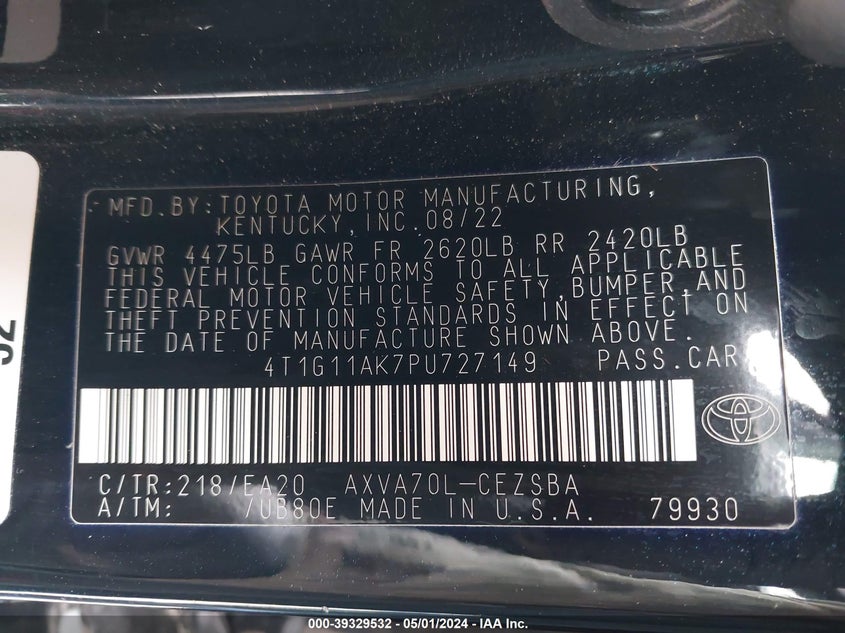 52
MFD. BY: TOYOTA MOTOR MANUFACTURING,
KENTUCKY, INC. 08/22
GVWR 4475LB GAWR FR 2620LB RR 2420LB
THIS VEHICLE CONFORMS TO ALL APPLICABLE
FEDERAL MOTOR VEHICLE SAFETY, BUMPER, AND
THEFT PREVENTION STANDARDS IN EFFECT ON
THE DATE OF MANUFACTURE SHOWN ABOVE.
4T1G11AK7PU727149 PASS. CAR
C/TR: 218/EA20 AXVA70L-CEZSBA
A/TM: /UB80E MADE IN U.S.A. 79930
000-39329532 - 05/01/2024 - IAA Inc.